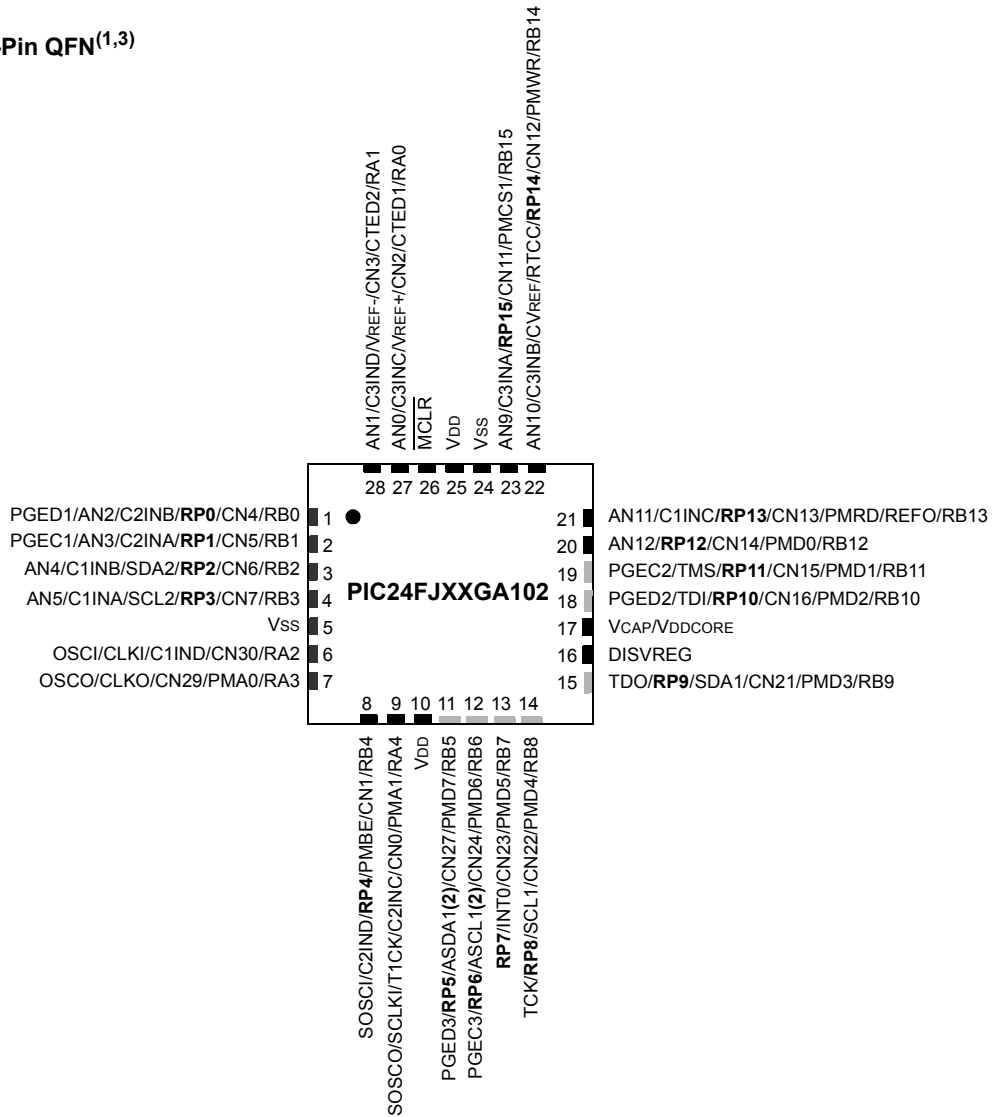 -Pin QFN(1,3)
AN1/C3IND/VREF-/CN3/CTED2/RA1
AN0/C3INC/VREF+/CN2/CTED1/RA0
MCLR
VDD
VSS
AN9/C3INA/RP15/CN11/PMCS1/RB15
AN10/C3INB/CVREF/RTCC/RP14/CN12/PMWR/RB14
28 27 26 25 24 23 22
PGED1/AN2/C2INB/RP0/CN4/RB0 1
PGEC1/AN3/C2INA/RP1/CN5/RB1 2
AN4/C1INB/SDA2/RP2/CN6/RB2 3
AN5/C1INA/SCL2/RP3/CN7/RB3 4
VSS 5
OSCI/CLKI/C1IND/CN30/RA2 6
OSCO/CLKO/CN29/PMA0/RA3 7
PIC24FJXXGA102
21 AN11/C1INC/RP13/CN13/PMRD/REFO/RB13
20 AN12/RP12/CN14/PMD0/RB12
19 PGEC2/TMS/RP11/CN15/PMD1/RB11
18 PGED2/TDI/RP10/CN16/PMD2/RB10
17 VCAP/VDDCORE
16 DISVREG
15 TDO/RP9/SDA1/CN21/PMD3/RB9
8 9 10 11 12 13 14
SOSCI/C2IND/RP4/PMBE/CN1/RB4
SOSCO/SCLKI/T1CK/C2INC/CN0/PMA1/RA4
VDD
PGED3/RP5/ASDA1(2)/CN27/PMD7/RB5
PGEC3/RP6/ASCL1(2)/CN24/PMD6/RB6
RP7/INT0/CN23/PMD5/RB7
TCK/RP8/SCL1/CN22/PMD4/RB8